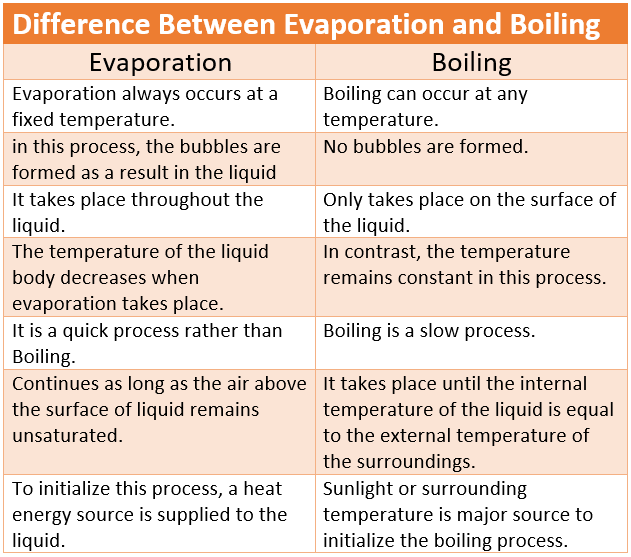 Difference Between Evaporation and Boiling
Evaporation
Boiling
Evaporation always occurs at a
fixed temperature.
Boiling can occur at any
temperature.
in this process, the bubbles are
formed as a result in the liquid
No bubbles are formed.
It takes place throughout the
liquid.
Only takes place on the surface of
the liquid.
The temperature of the liquid
body decreases when
evaporation takes place.
In contrast, the temperature
remains constant in this process.
It is a quick process rather than
Boiling.
Boiling is a slow process.
Continues as long as the air above
the surface of liquid remains
unsaturated.
It takes place until the internal
temperature of the liquid is equal
to the external temperature of
the surroundings.
To initialize this process, a heat
energy source is supplied to the
liquid.
Sunlight or surrounding
temperature is major source to
initialize the boiling process.